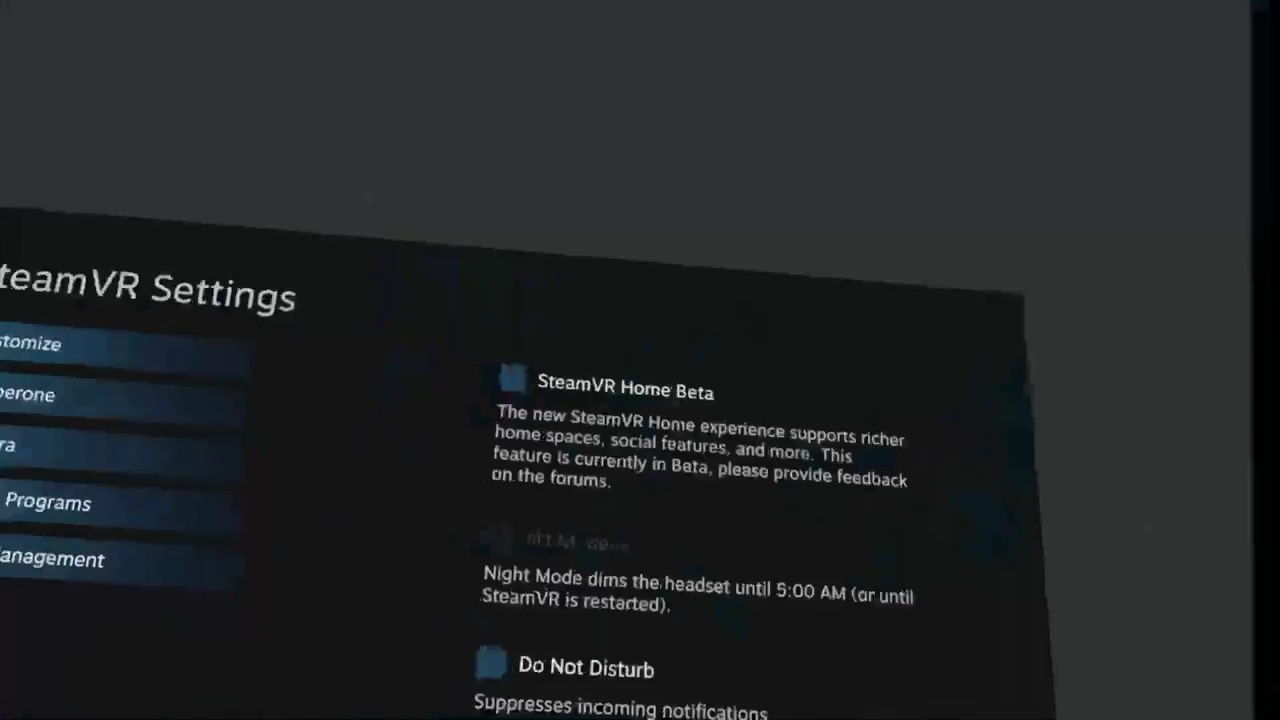 teamVR Settings
stomize
perone
ra
Programs
anagement
SteamVR Home Beta
The new SteamVR Home experience supports richer
home spaces, social features, and more. This
feature is currently in Beta, please provide feedback
on the forums.
Night Mode dims the headset until 5:00 AM (or until
SteamVR is restarted).
Do Not Disturb
Suppresses incoming notifications